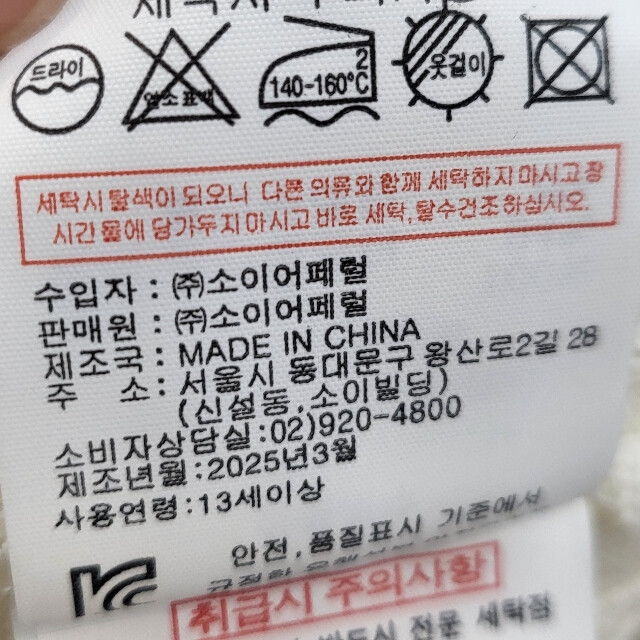 드라이
염소표백
2
140-160℃
옷걸이
세탁시 탈색이 되오니 다른 의류와 함께 세탁하지 마시고 장
시간 물에 담가두지 마시고 바로 세탁,탈수건조 하십시오.
수입자 : ㈜소이어패럴
판매원 : ㈜소이어패럴
제조국 : MADE IN CHINA
주 소 : 서울시 동대문구 왕산로2길 28
(신설동,소이빌딩)
소비자상담실:02)920-4800
제조년월:2025년3월
사용연령:13세이상
안전,품질표시 기준에서
취급시 주의사항
전문 세탁점